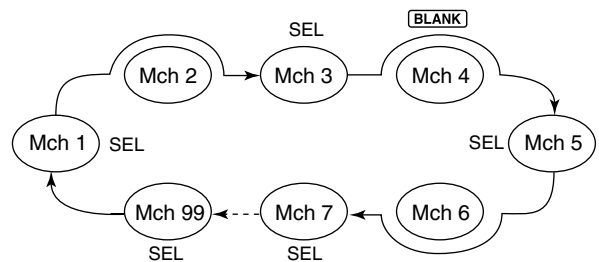 BLANK
SEL
Mch 2
Mch 3
Mch 4
Mch 1
SEL
SEL
Mch 5
Mch 99
Mch 7
Mch 6
SEL
SEL